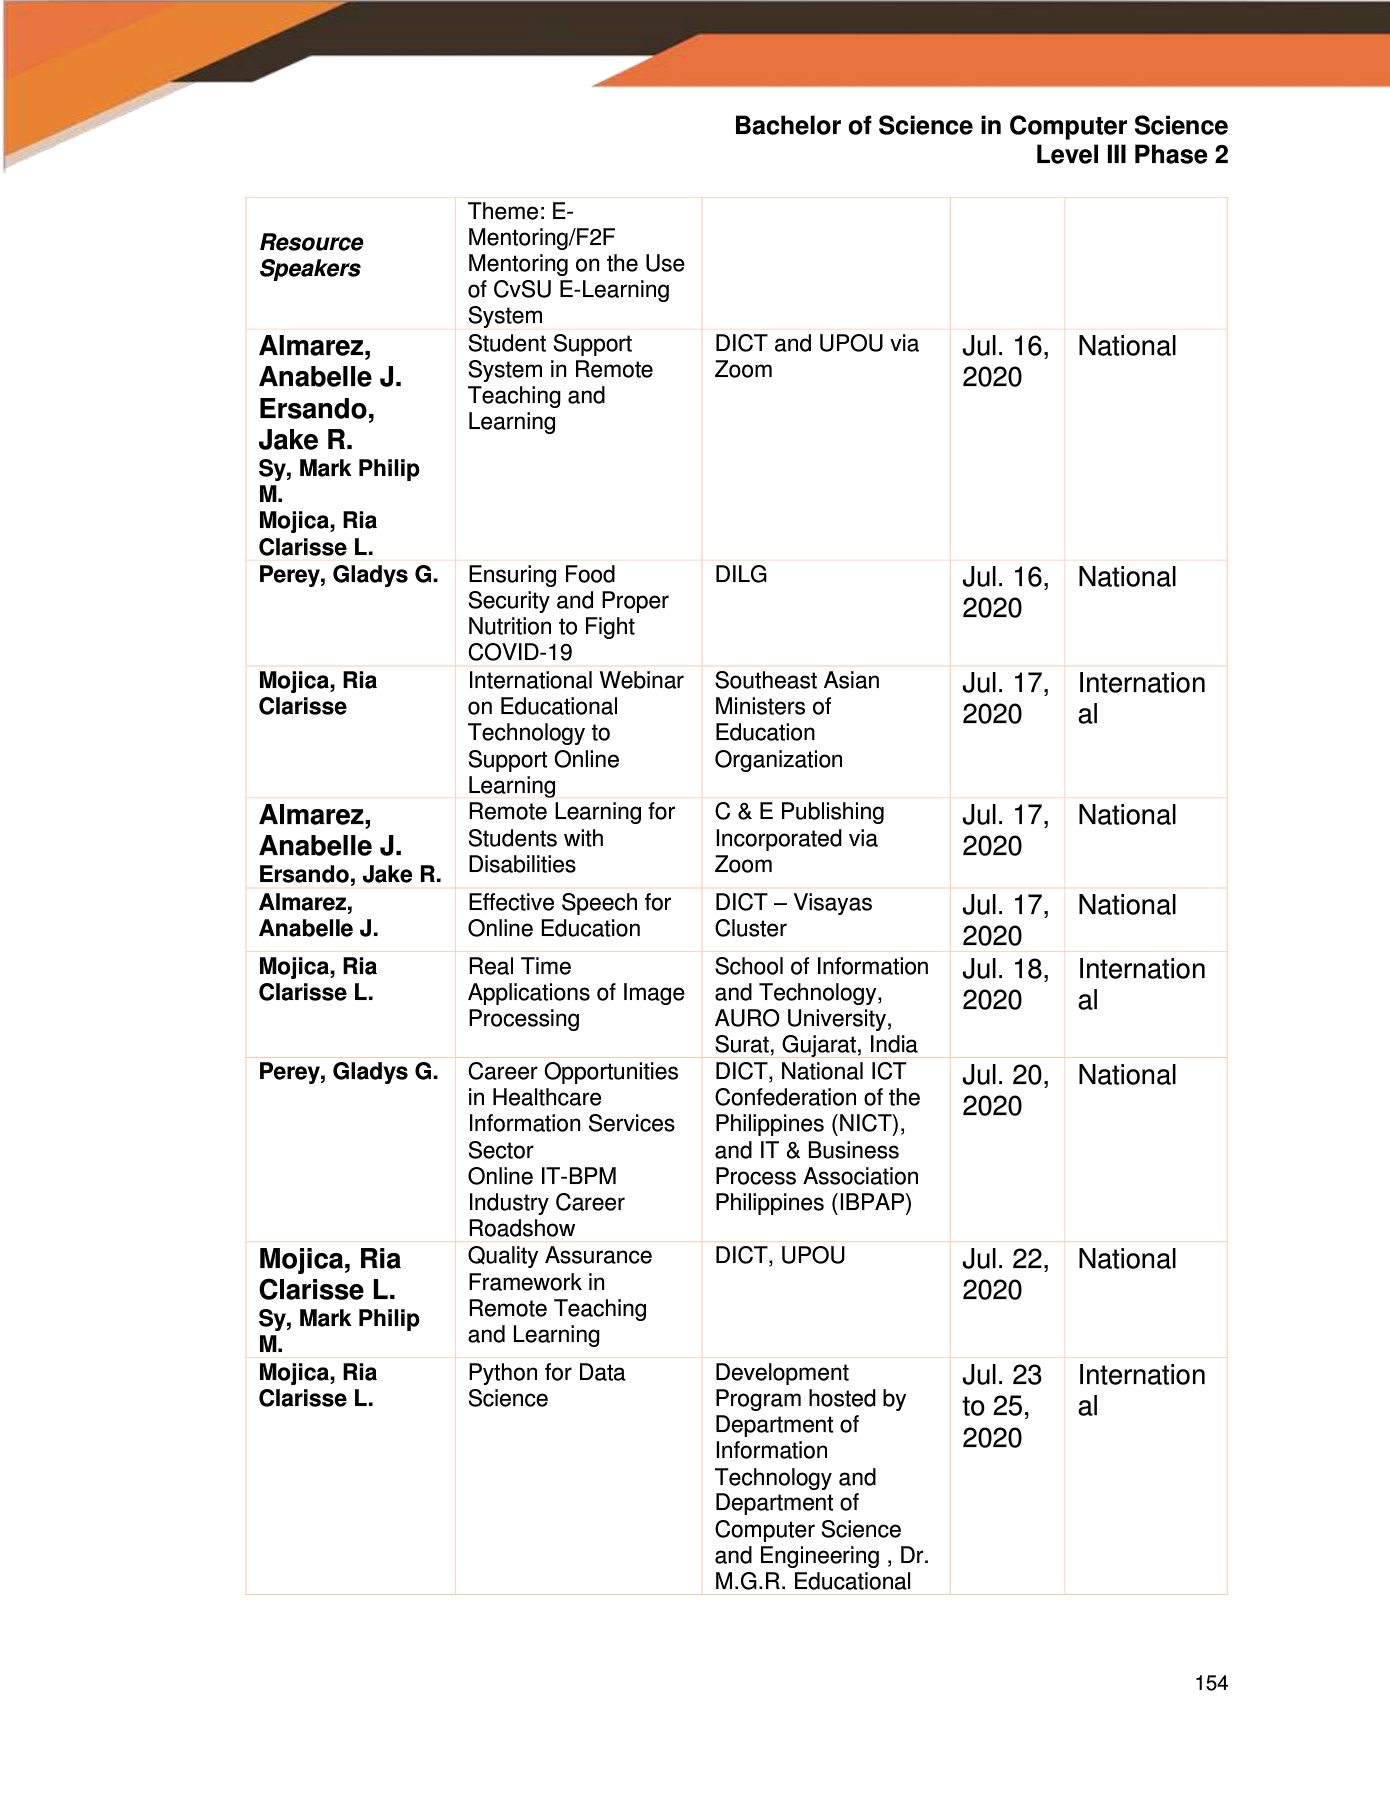 Bachelor of Science in Computer Science
Level III Phase 2
Resource
Speakers
Theme: E-
Mentoring/F2F
Mentoring on the Use
of CvSU E-Learning
System
Almarez,
Anabelle J.
Ersando,
Jake R.
Sy, Mark Philip
M.
Mojica, Ria
Clarisse L.
Student Support
System in Remote
Teaching and
Learning
DICT and UPOU via
Zoom
Jul. 16,
2020
National
Perey, Gladys G.
Ensuring Food
Security and Proper
Nutrition to Fight
COVID-19
DILG
Jul. 16,
2020
National
Mojica, Ria
Clarisse
International Webinar
on Educational
Technology to
Support Online
Learning
Southeast Asian
Ministers of
Education
Organization
Jul. 17,
2020
Internation
al
Almarez,
Anabelle J.
Ersando, Jake R.
Remote Learning for
Students with
Disabilities
C & E Publishing
Incorporated via
Zoom
Jul. 17,
2020
National
Almarez,
Anabelle J.
Effective Speech for
Online Education
DICT – Visayas
Cluster
Jul. 17,
2020
National
Mojica, Ria
Clarisse L.
Real Time
Applications of Image
Processing
School of Information
and Technology,
AURO University,
Surat, Gujarat, India
Jul. 18,
2020
Internation
al
Perey, Gladys G.
Career Opportunities
in Healthcare
Information Services
Sector
Online IT-BPM
Industry Career
Roadshow
DICT, National ICT
Confederation of the
Philippines (NICT),
and IT & Business
Process Association
Philippines (IBPAP)
Jul. 20,
2020
National
Mojica, Ria
Clarisse L.
Sy, Mark Philip
M.
Quality Assurance
Framework in
Remote Teaching
and Learning
DICT, UPOU
Jul. 22,
2020
National
Mojica, Ria
Clarisse L.
Python for Data
Science
Development
Program hosted by
Department of
Information
Technology and
Department of
Computer Science
and Engineering , Dr.
M.G.R. Educational
Jul. 23
to 25,
2020
Internation
al
154